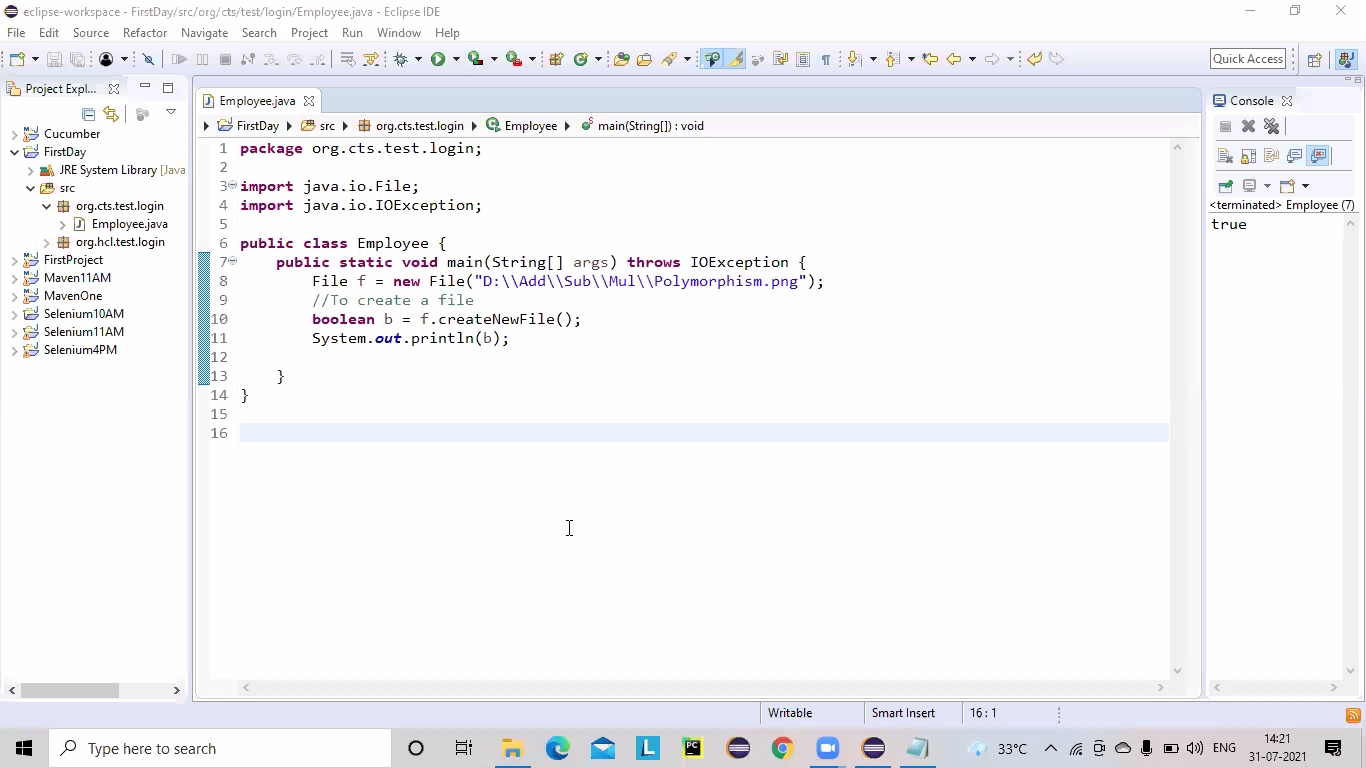 eclipse-workspace - FirstDay/src/org/cts/test/login/Employee.java - Eclipse IDE
File Edit Source Refactor Navigate Search Project Run Window Help
Quick Access
Project Expl...
Cucumber
FirstDay
JRE System Library [Java
src
org.cts.test.login
Employee.java
org.hcl.test.login
FirstProject
Maven11AM
MavenOne
Selenium10AM
Selenium11AM
Selenium4PM
Employee.java
FirstDay src org.cts.test.login Employee main(String[]) : void
1 package org.cts.test.login;
2
3 import java.io.File;
4 import java.io.IOException;
5
6 public class Employee {
7 public static void main(String[] args) throws IOException {
8 File f = new File("D:\\Add\\Sub\\Mul\\Polymorphism.png");
9 //To create a file
10 boolean b = f.createNewFile();
11 System.out.println(b);
12
13 }
14 }
15
16
Console
<terminated> Employee (7)
true
Writable Smart Insert 16 : 1
Type here to search
L
PC
33°C
ENG
14:21
31-07-2021